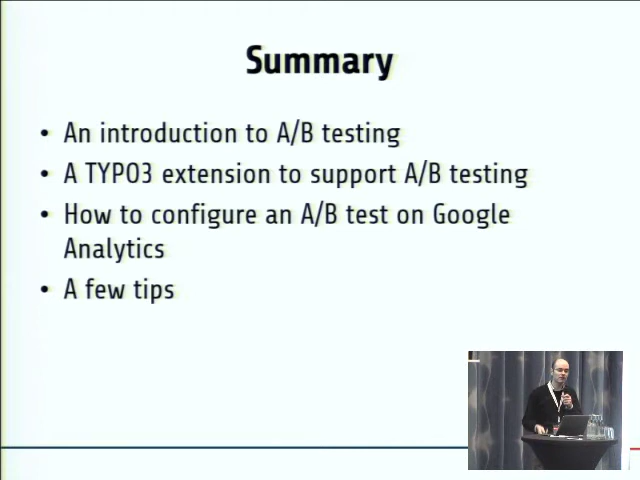 Summary
• An introduction to A/B testing
• A TYPO3 extension to support A/B testing
• How to configure an A/B test on Google
Analytics
• A few tips